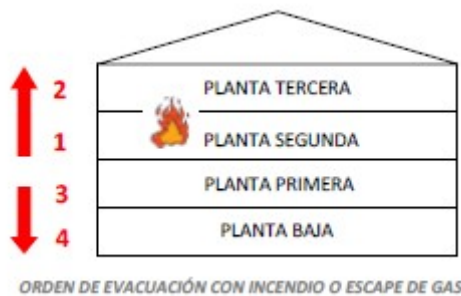 2 PLANTA TERCERA
1 PLANTA SEGUNDA
3 PLANTA PRIMERA
4 PLANTA BAJA
ORDEN DE EVACUACIÓN CON INCENDIO O ESCAPE DE GAS